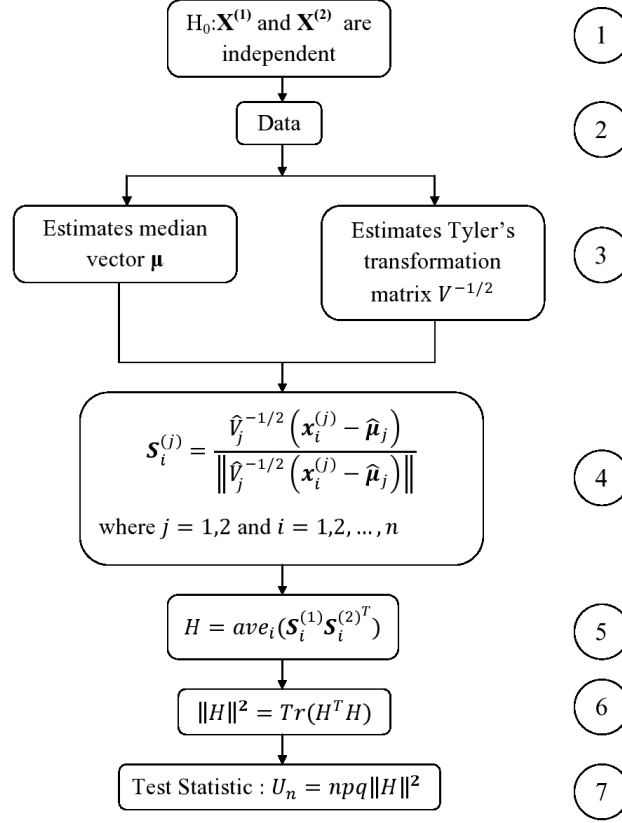 H₀:𝐗⁽¹⁾ and 𝐗⁽²⁾ are
independent
1
Data
2
Estimates median
vector 𝛍
Estimates Tyler's
transformation
matrix V^{-1/2}
3
S_i^{(j)} = \frac{\hat{V}_j^{-1/2} (x_i^{(j)} - \hat{μ}_j)}{‖\hat{V}_j^{-1/2} (x_i^{(j)} - \hat{μ}_j)‖}
where j = 1,2 and i = 1,2, …, n
4
H = ave_i(S_i^{(1)} S_i^{(2)^T})
5
‖H‖² = Tr(H^T H)
6
Test Statistic : U_n = npq‖H‖²
7